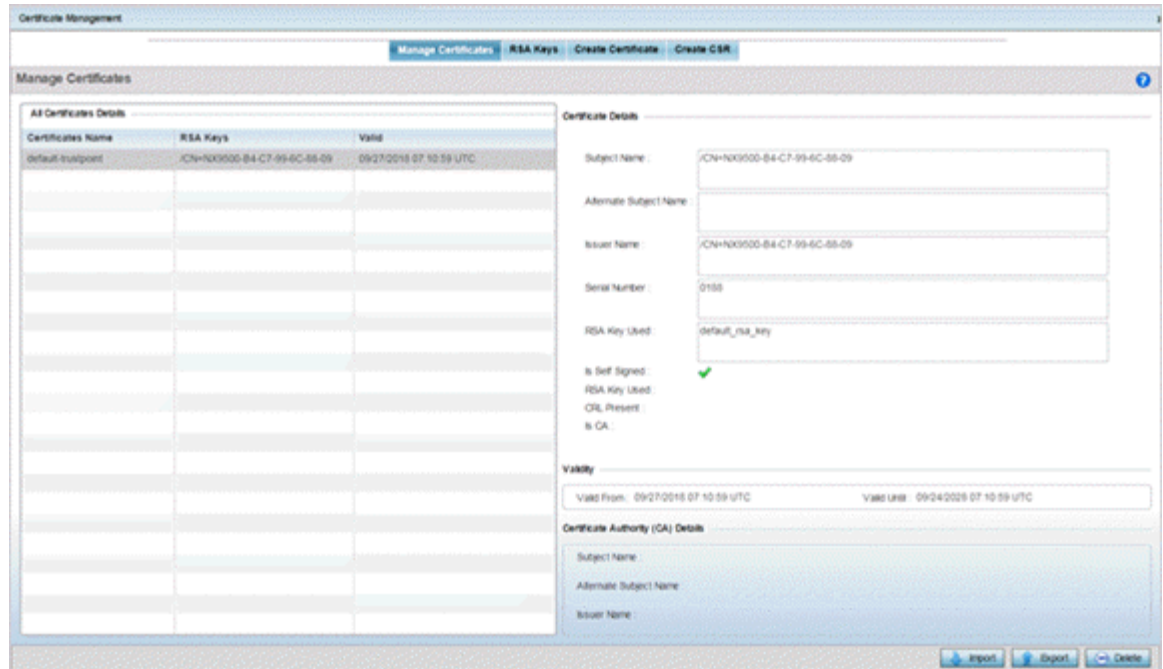 Certificate Management
Manage Certificates RSA Keys Create Certificate Create CSR
Manage Certificates
All Certificates Details
Certificates Name RSA Keys Valid
default-trustpoint /CN=NX9500-B4-C7-99-6C-88-09 09/27/2018 07:10:59 UTC
Certificate Details
Subject Name : /CN=NX9500-B4-C7-99-6C-88-09
Alternate Subject Name :
Issuer Name : /CN=NX9500-B4-C7-99-6C-88-09
Serial Number : 0188
RSA Key Used : default_rsa_key
Is Self Signed :
RSA Key Used :
CRL Present :
Is CA :
Validity
Valid From : 09/27/2018 07:10:59 UTC Valid Until : 09/24/2028 07:10:59 UTC
Certificate Authority (CA) Details
Subject Name :
Alternate Subject Name
Issuer Name :
Import Export Delete